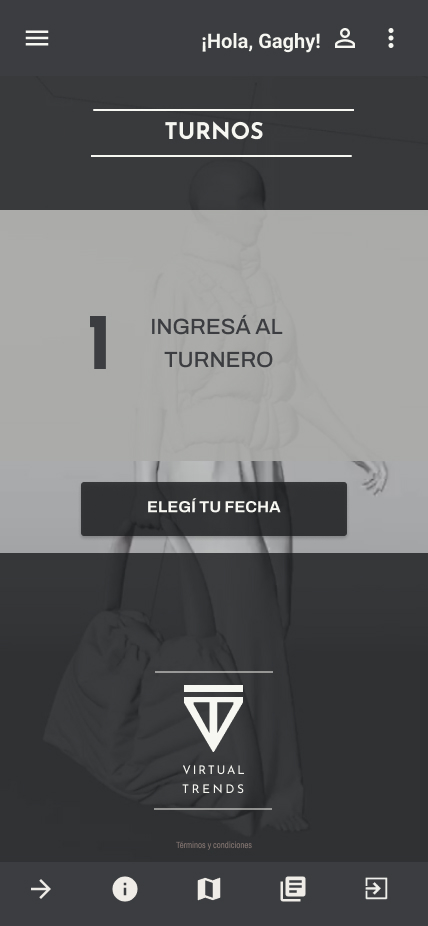 ¡Hola, Gaghy!
TURNOS
1
INGRESÁ AL
TURNERO
ELEGÍ TU FECHA
VIRTUAL
TRENDS
Términos y condiciones